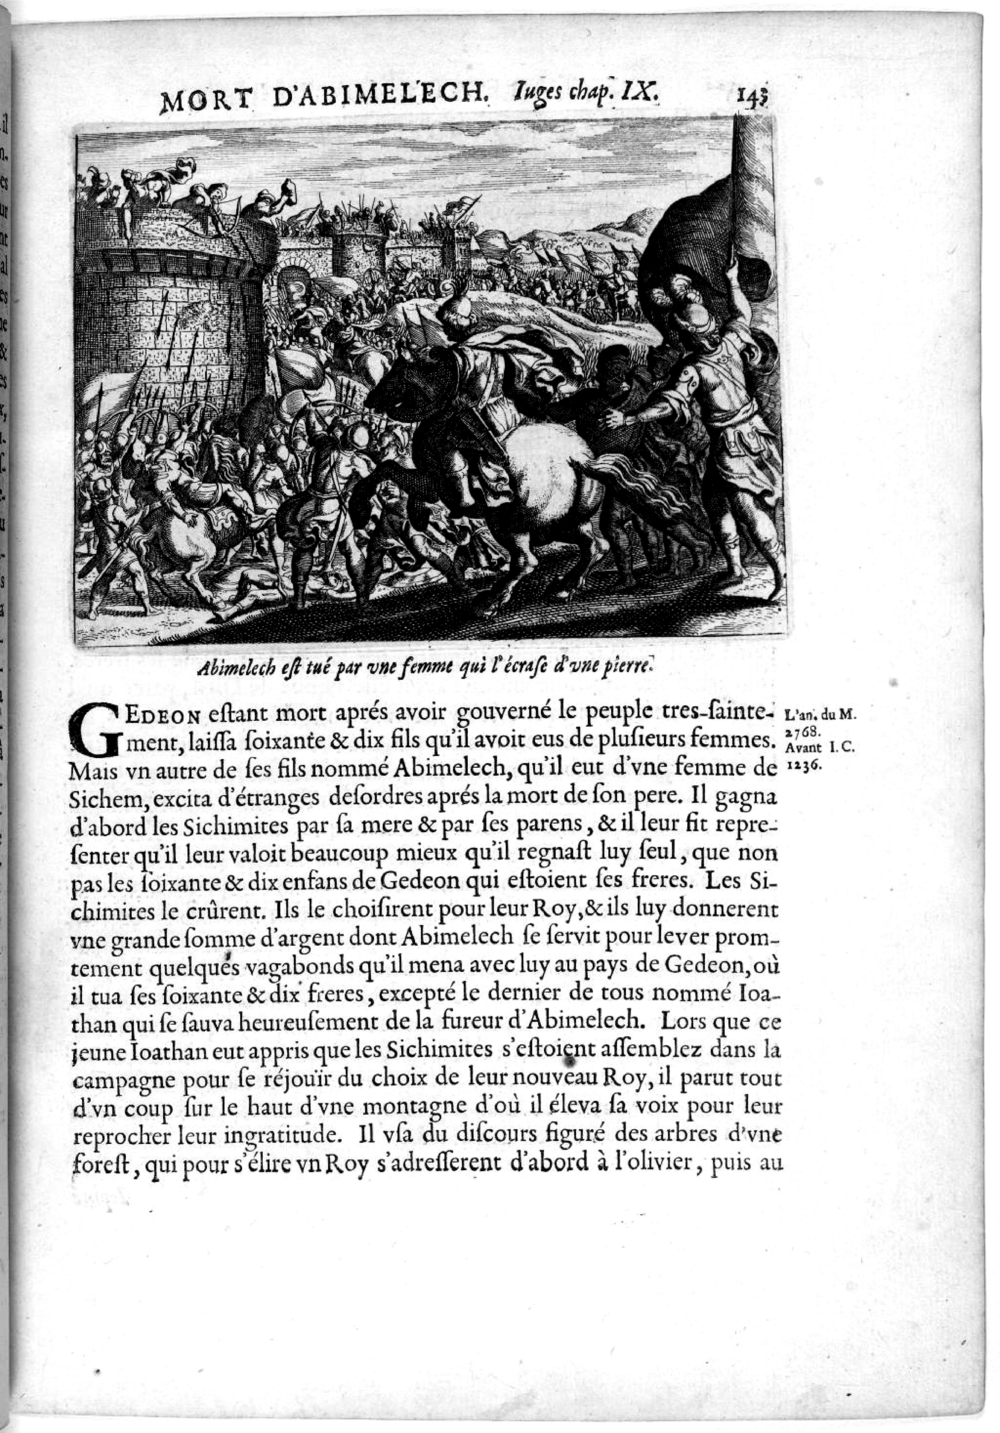 MORT D'ABIMELECH. Iuges chap. IX. 143
Abimelech eſt tué par vne femme qui l'écraſe d'vne pierre.
GEDEON eſtant mort aprés avoir gouverné le peuple tres-ſainte-
ment, laiſſa ſoixante & dix fils qu'il avoit eus de pluſieurs femmes.
Mais vn autre de ſes fils nommé Abimelech, qu'il eut d'vne femme de
Sichem, excita d'étranges deſordres aprés la mort de ſon pere. Il gagna
d'abord les Sichimites par ſa mere & par ſes parens, & il leur fit repre-
ſenter qu'il leur valoit beaucoup mieux qu'il regnaſt luy ſeul, que non
pas les ſoixante & dix enfans de Gedeon qui eſtoient ſes freres. Les Si-
chimites le crûrent. Ils le choiſirent pour leur Roy, & ils luy donnerent
vne grande ſomme d'argent dont Abimelech ſe ſervit pour lever prom-
tement quelques vagabonds qu'il mena avec luy au pays de Gedeon, où
il tua ſes ſoixante & dix freres, excepté le dernier de tous nommé Ioa-
than qui ſe ſauva heureuſement de la fureur d'Abimelech. Lors que ce
jeune Ioathan eut appris que les Sichimites s'eſtoient aſſemblez dans la
campagne pour ſe réjouïr du choix de leur nouveau Roy, il parut tout
d'vn coup ſur le haut d'vne montagne d'où il éleva ſa voix pour leur
reprocher leur ingratitude. Il vſa du diſcours figuré des arbres d'vne
foreſt, qui pour s'élire vn Roy s'adreſſerent d'abord à l'olivier, puis au
L'an. du M.
2768.
Avant I. C.
1236.